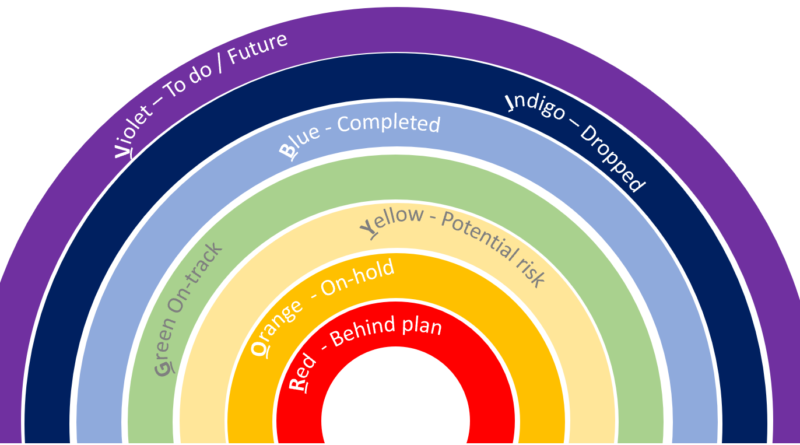 Violet – To do / Future
Indigo – Dropped
Blue - Completed
Green On-track
Yellow - Potential risk
Orange - On-hold
Red - Behind plan